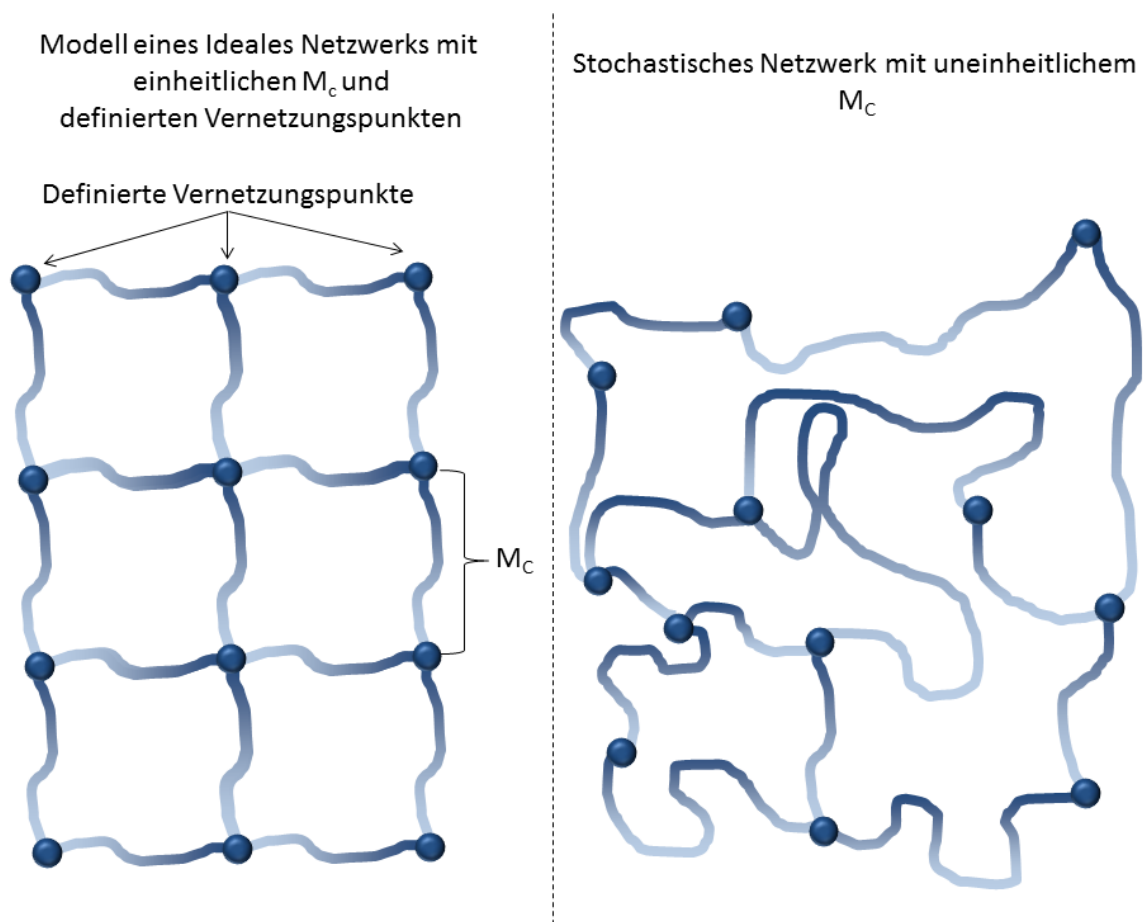 Modell eines Ideales Netzwerks mit
einheitlichen Mc und
definierten Vernetzungspunkten
Definierte Vernetzungspunkte
MC
Stochastisches Netzwerk mit uneinheitlichem
MC